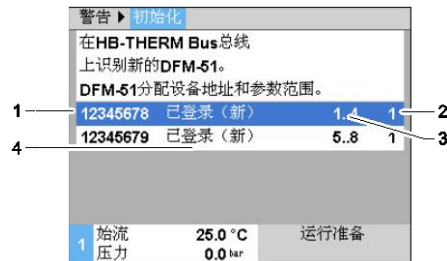 警告 ▶ 初始化
在HB-THERM Bus总线
上识别新的DFM-51。
DFM-51分配设备地址和参数范围。
1 12345678 已登录（新） 1..4 1 2
12345679 已登录（新） 5..8 1 3
4
1 始流 25.0 °C 运行准备
压力 0.0 bar